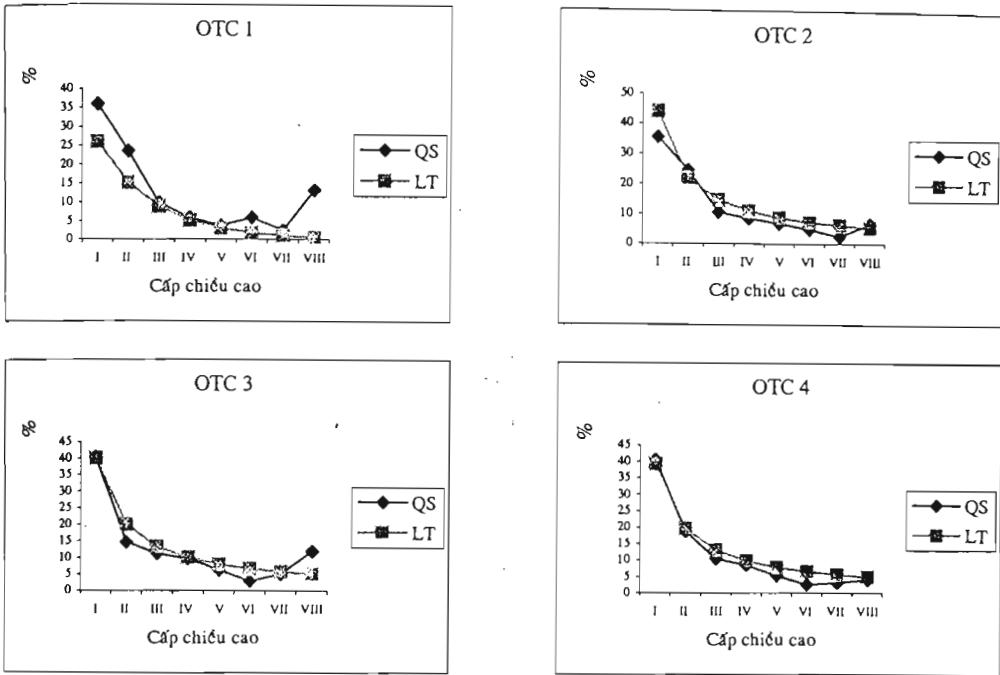 OTC 1
%
40
35
30
25
20
15
10
5
0
I II III IV V VI VII VIII
Cấp chiều cao
QS
LT
OTC 2
%
50
40
30
20
10
0
I II III IV V VI VII VIII
Cấp chiều cao
QS
LT
OTC 3
%
45
40
35
30
25
20
15
10
5
0
I II III IV V VI VII VIII
Cấp chiều cao
QS
LT
OTC 4
%
45
40
35
30
25
20
15
10
5
0
I II III IV V VI VII VIII
Cấp chiều cao
QS
LT